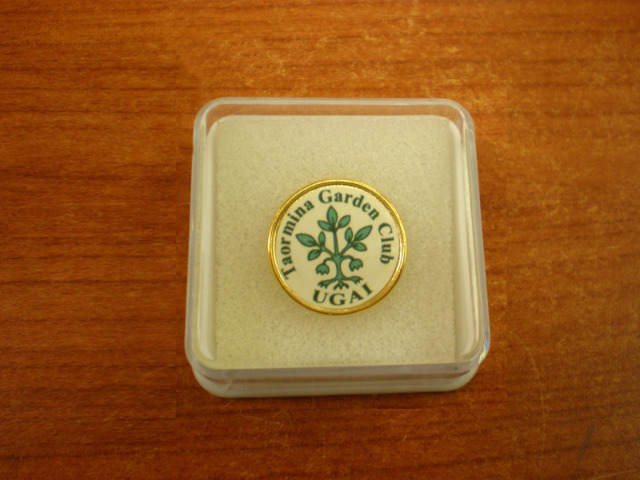 Taormina Garden Club
UGAI